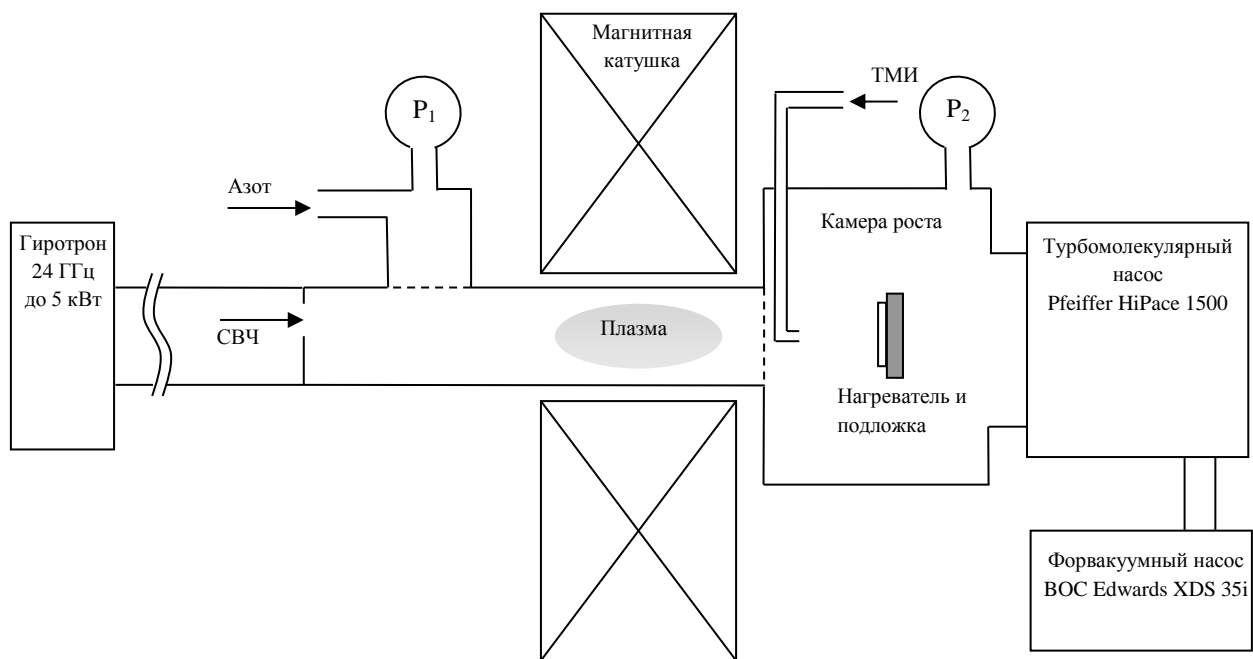 Магнитная
катушка
ТМИ
P₁
P₂
Азот
Камера роста
Гиротрон
24 ГГц
до 5 кВт
Турбомолекулярный
насос
Pfeiffer HiPace 1500
СВЧ
Плазма
Нагреватель и
подложка
Форвакуумный насос
BOC Edwards XDS 35i